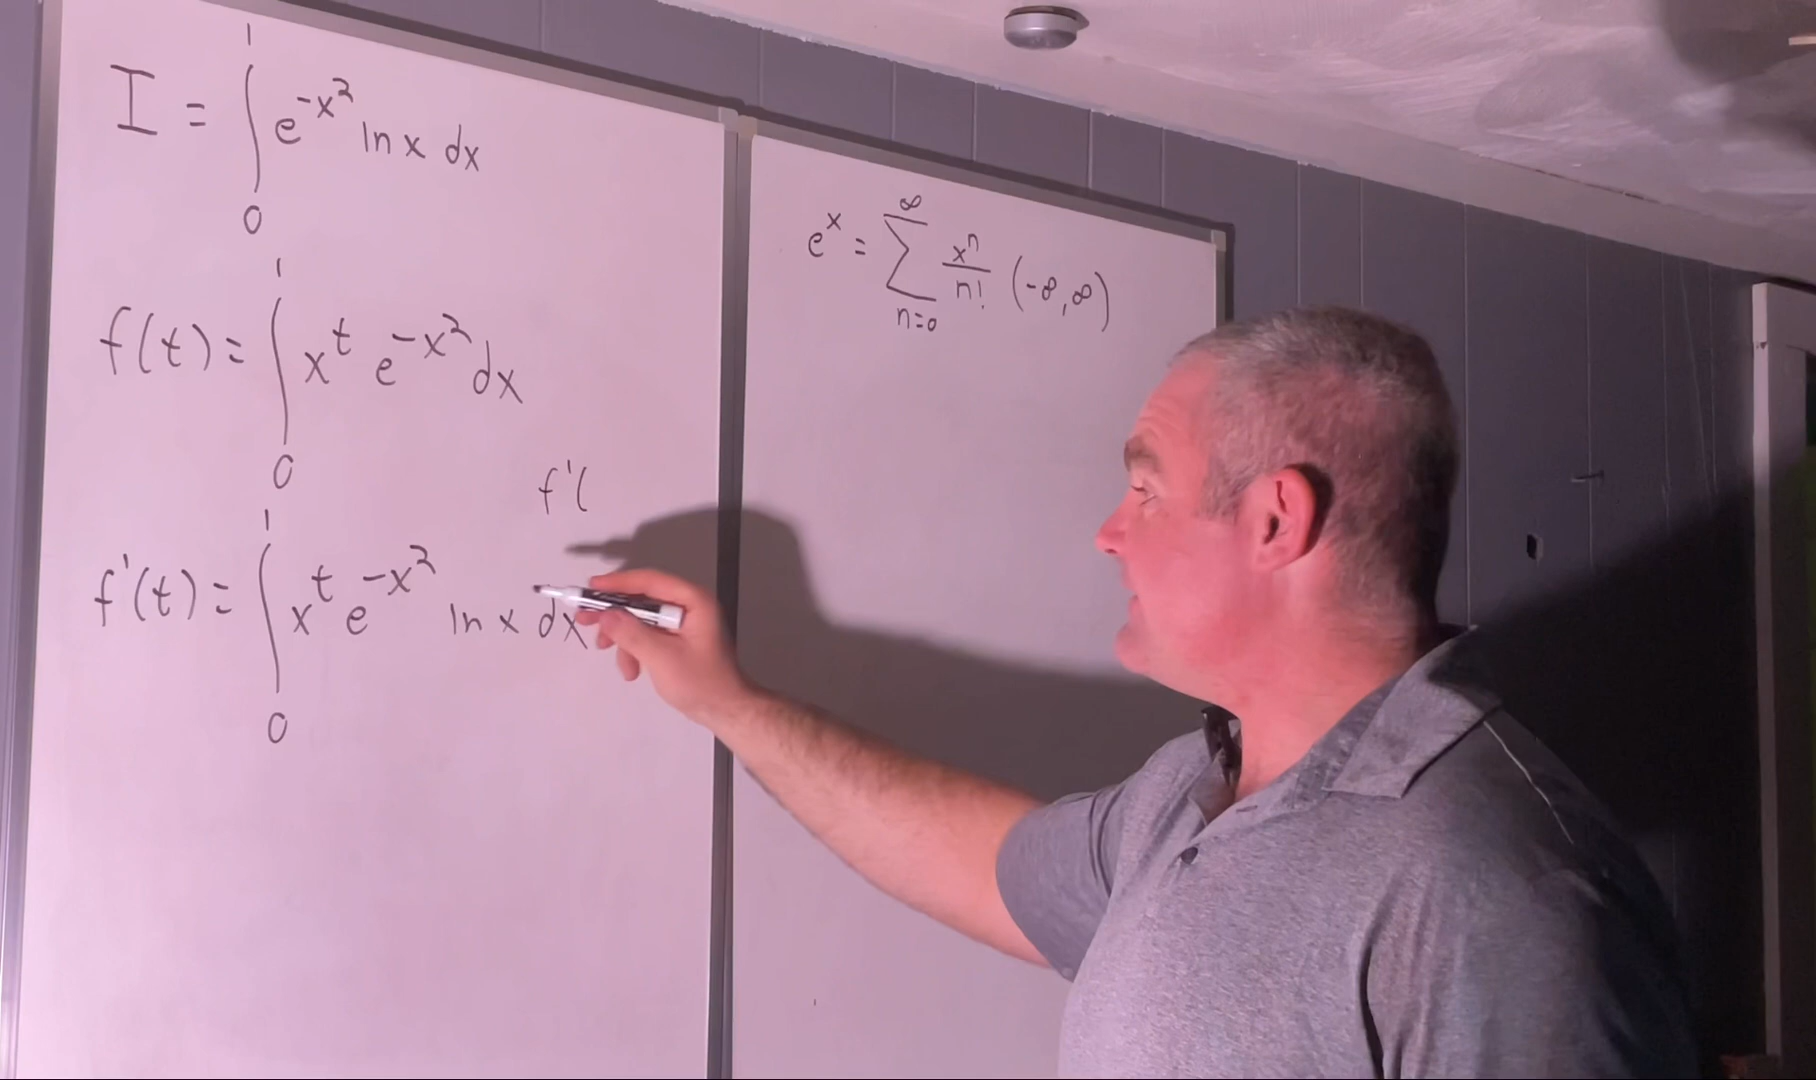 I = ∫₀¹ e^{-x²} ln x dx
f(t) = ∫₀¹ x^t e^{-x²} dx
f'(
f'(t) = ∫₀¹ x^t e^{-x²} ln x dx
e^x = ∑_{n=0}^{∞} x^n/n! (-∞,∞)